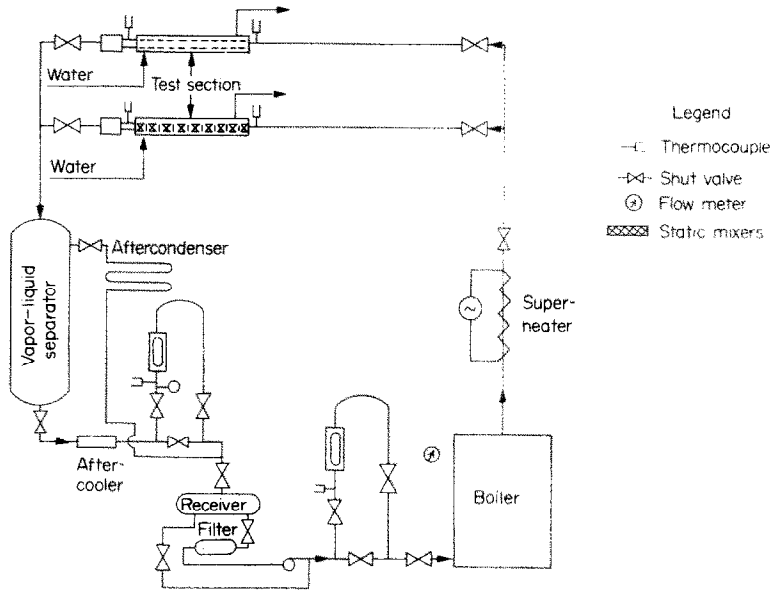 Water
Test section
Water
Legend
Thermocouple
Shut valve
Flow meter
Static mixers
Aftercondenser
Vapor-liquid
separator
Super-
neater
After-
cooler
Receiver
Filter
Boiler